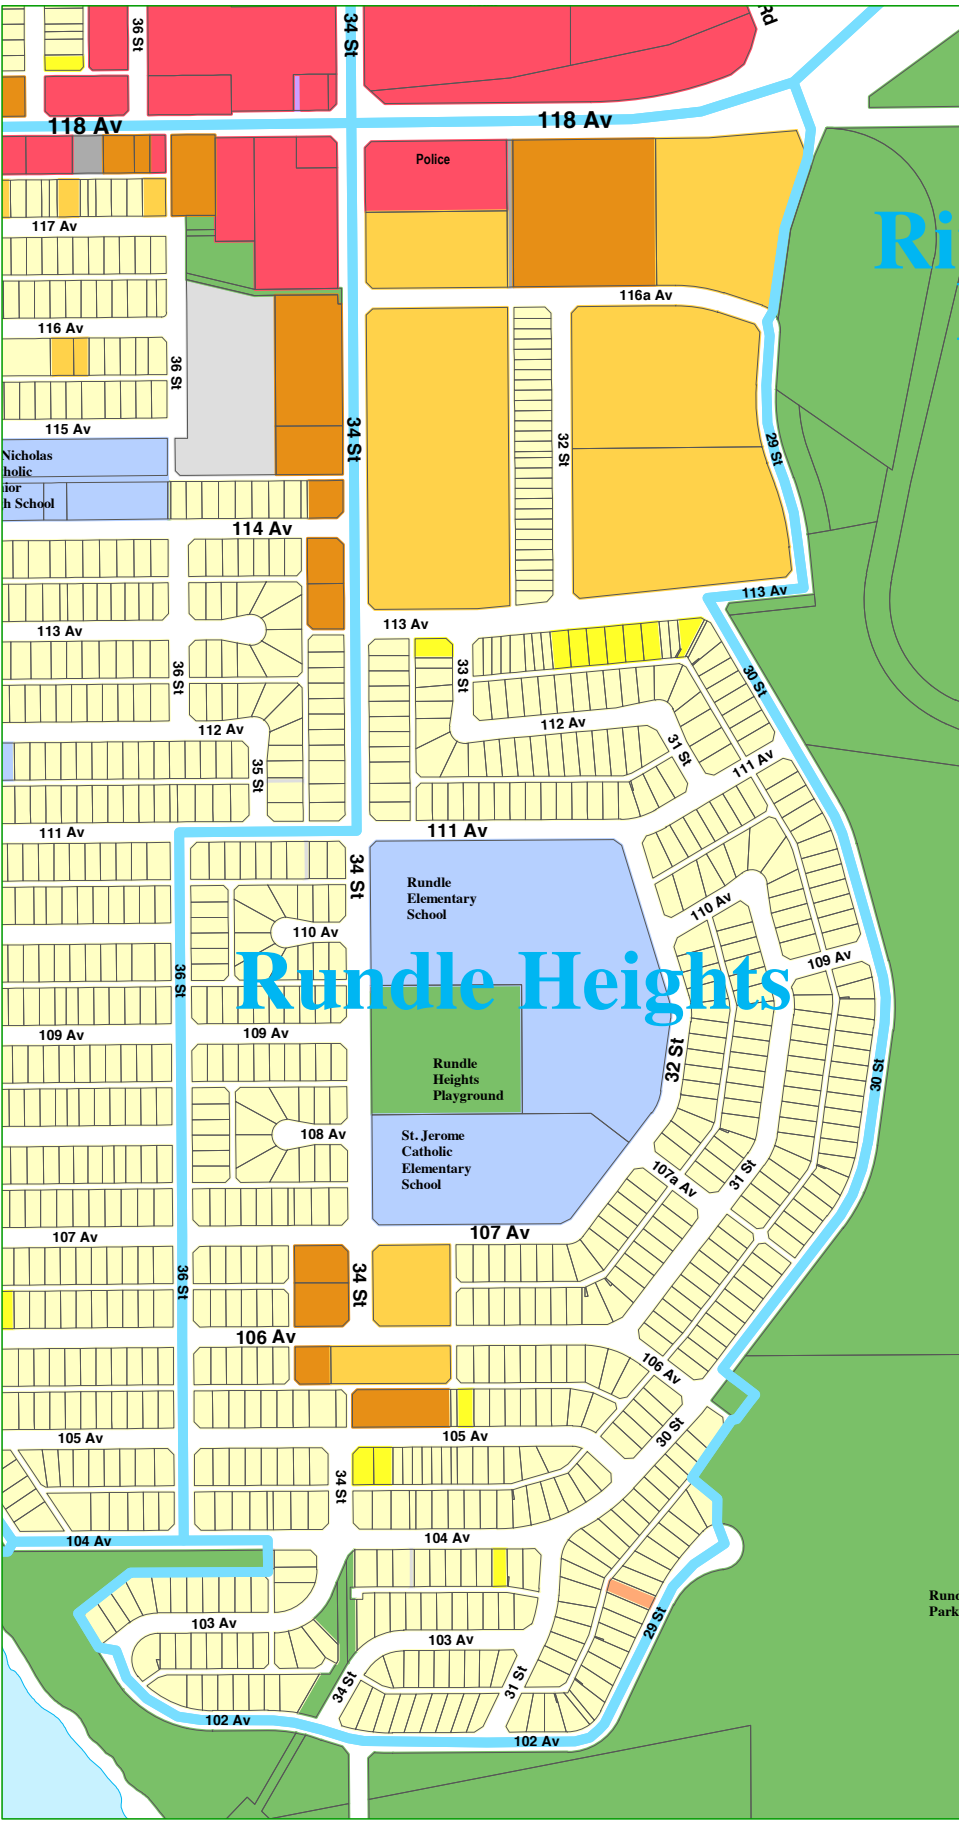 36 St
34 St
Rd
118 Av
118 Av
Police
117 Av
Ri
116a Av
116 Av
36 St
115 Av
34 St
32 St
29 St
Nicholas
holic
ior
h School
114 Av
113 Av
113 Av
113 Av
36 St
33 St
30 St
112 Av
112 Av
31 St
35 St
111 Av
111 Av
111 Av
34 St
Rundle
Elementary
School
110 Av
110 Av
36 St
Rundle Heights
109 Av
109 Av
109 Av
32 St
30 St
Rundle
Heights
Playground
108 Av
St. Jerome
Catholic
Elementary
School
107a Av
31 St
107 Av
107 Av
36 St
34 St
106 Av
106 Av
105 Av
105 Av
30 St
34 St
104 Av
104 Av
Rund
Park
103 Av
29 St
103 Av
34 St
31 St
102 Av
102 Av